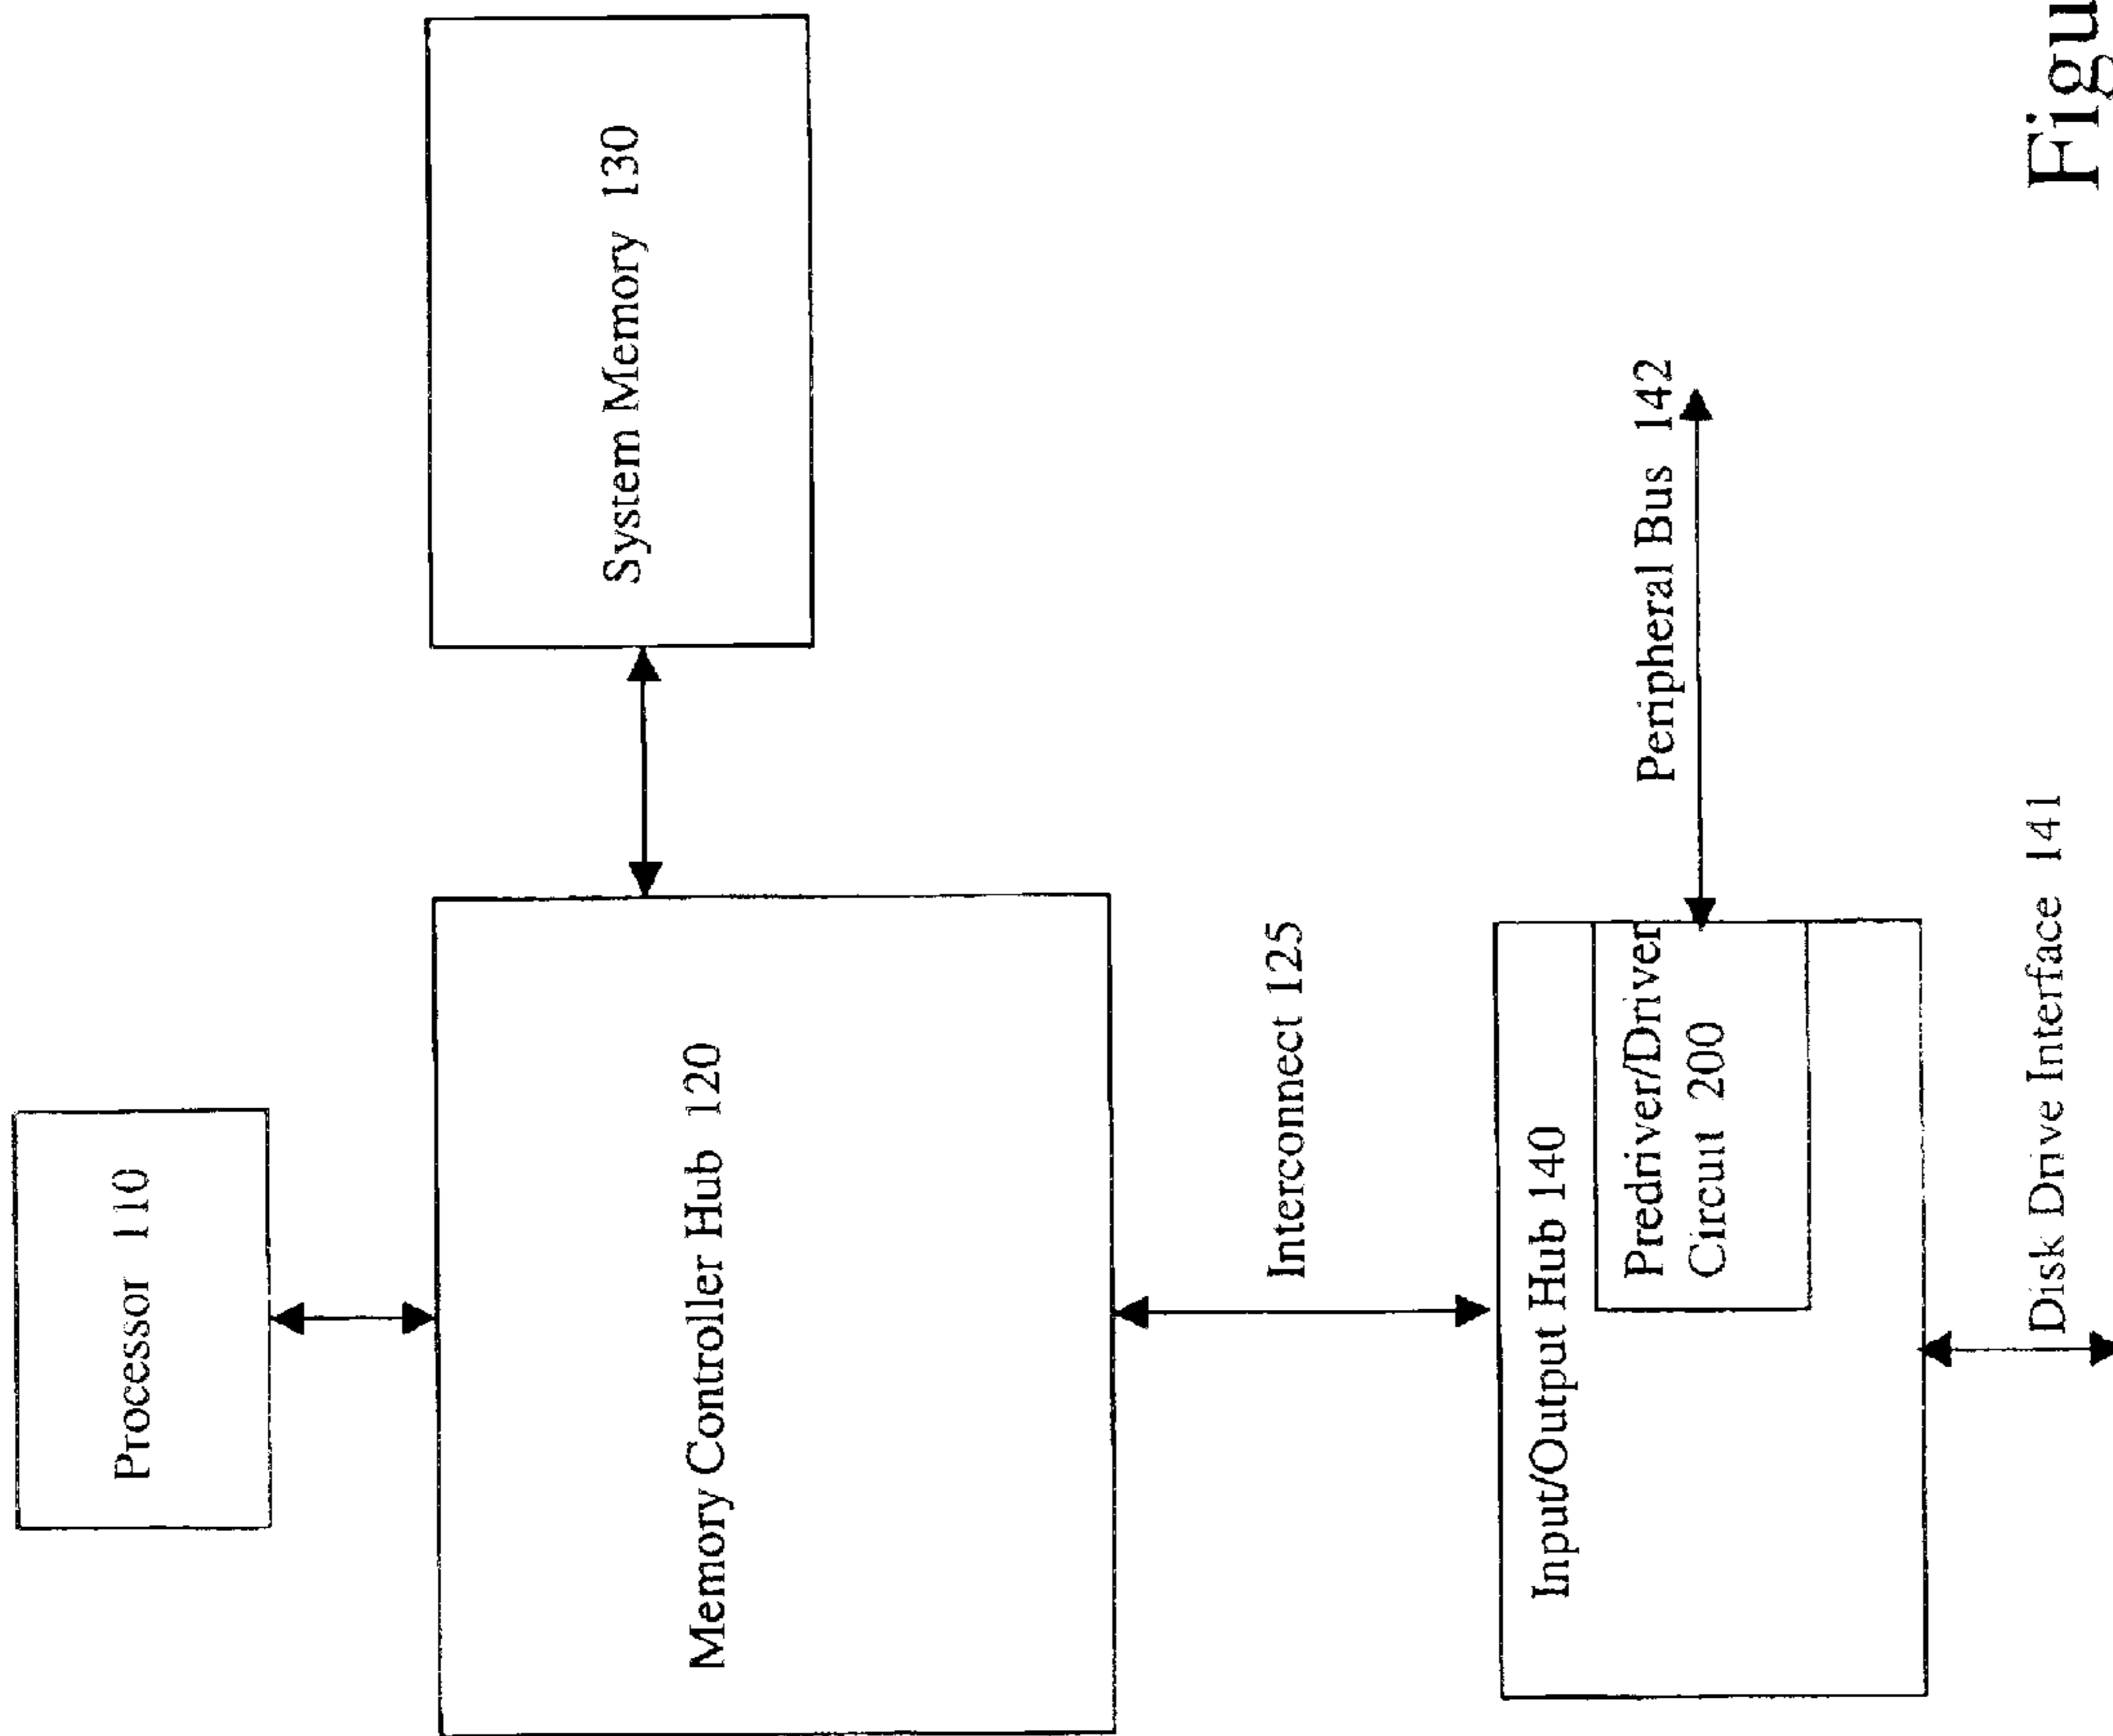 Processor 110
System Memory 130
Memory Controller Hub 120
Interconnect 125
Input/Output Hub 140
Predriver/Driver
Circuit 200
Peripheral Bus 142
Disk Drive Interface 141